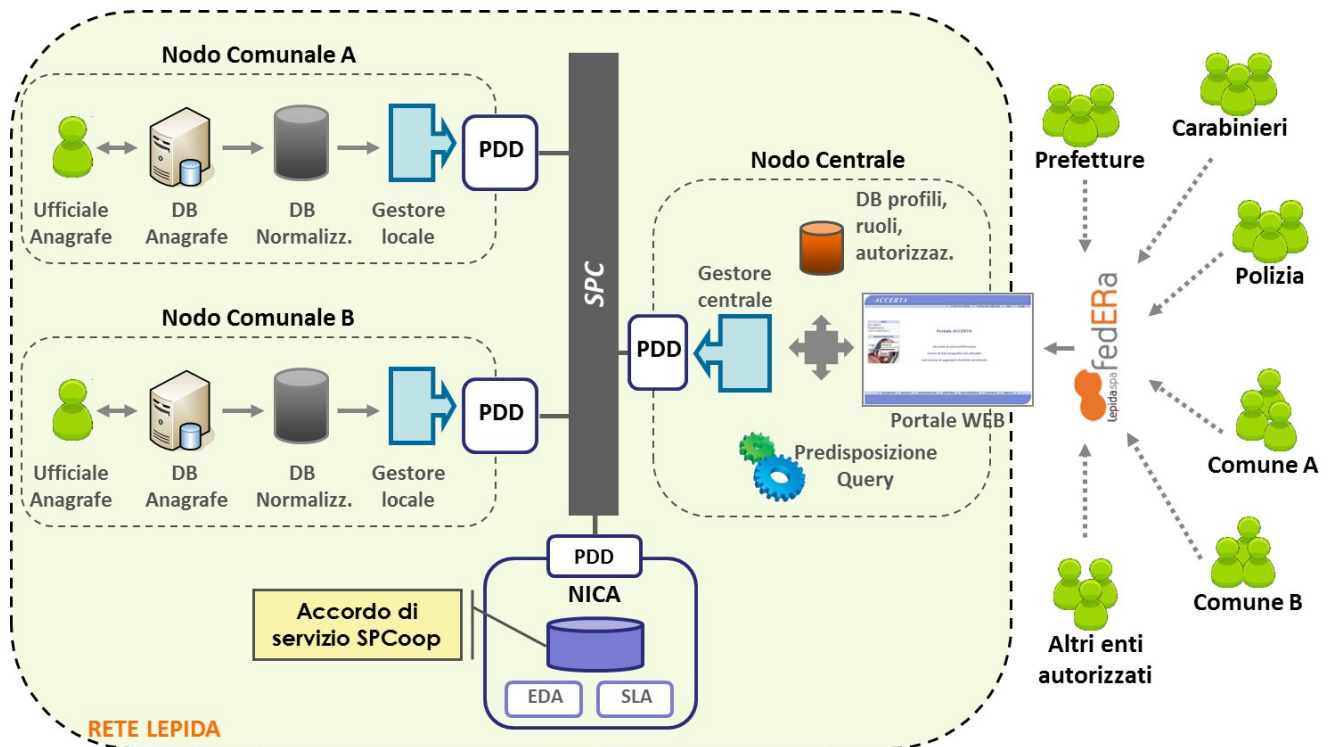 Nodo Comunale A
PDD
Ufficiale
Anagrafe
DB
Anagrafe
DB
Normalizz.
Gestore
locale
Nodo Comunale B
PDD
Ufficiale
Anagrafe
DB
Anagrafe
DB
Normalizz.
Gestore
locale
SPC
Nodo Centrale
DB profili,
ruoli,
autorizzaz.
Gestore
centrale
PDD
ACCERTA
Portale ACCERTA
Portale WEB
Predisposizione
Query
PDD
NICA
Accordo di
servizio SPCoop
EDA
SLA
RETE LEPIDA
Prefetture
Carabinieri
Polizia
fedERa
lepidaspa
Comune A
Comune B
Altri enti
autorizzati